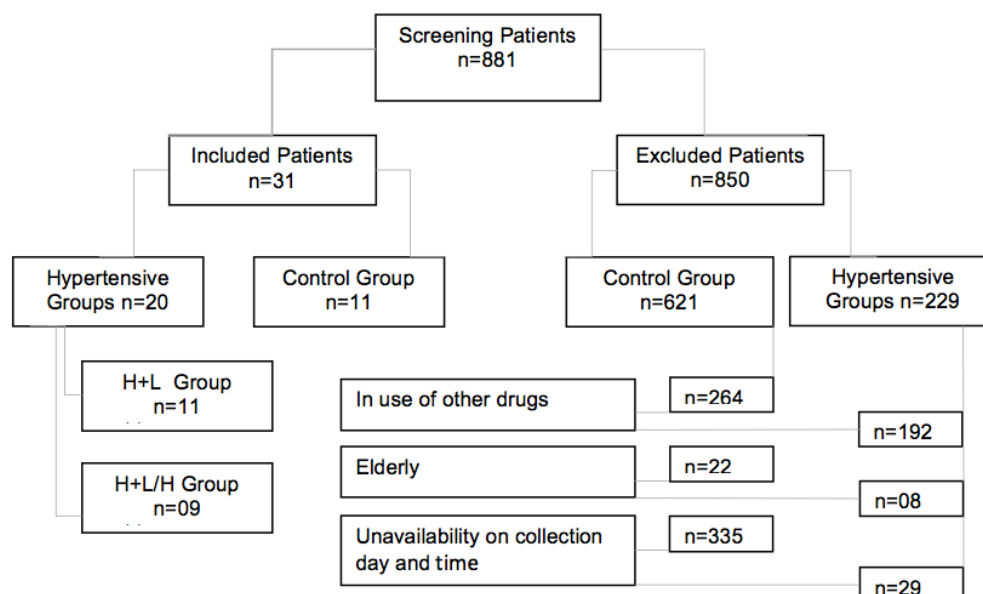 Screening Patients
n=881
Included Patients
n=31
Excluded Patients
n=850
Hypertensive
Groups n=20
Control Group
n=11
Control Group
n=621
Hypertensive
Groups n=229
H+L Group
n=11
H+L/H Group
n=09
In use of other drugs
n=264
n=192
Elderly
n=22
n=08
Unavailability on collection
day and time
n=335
n=29